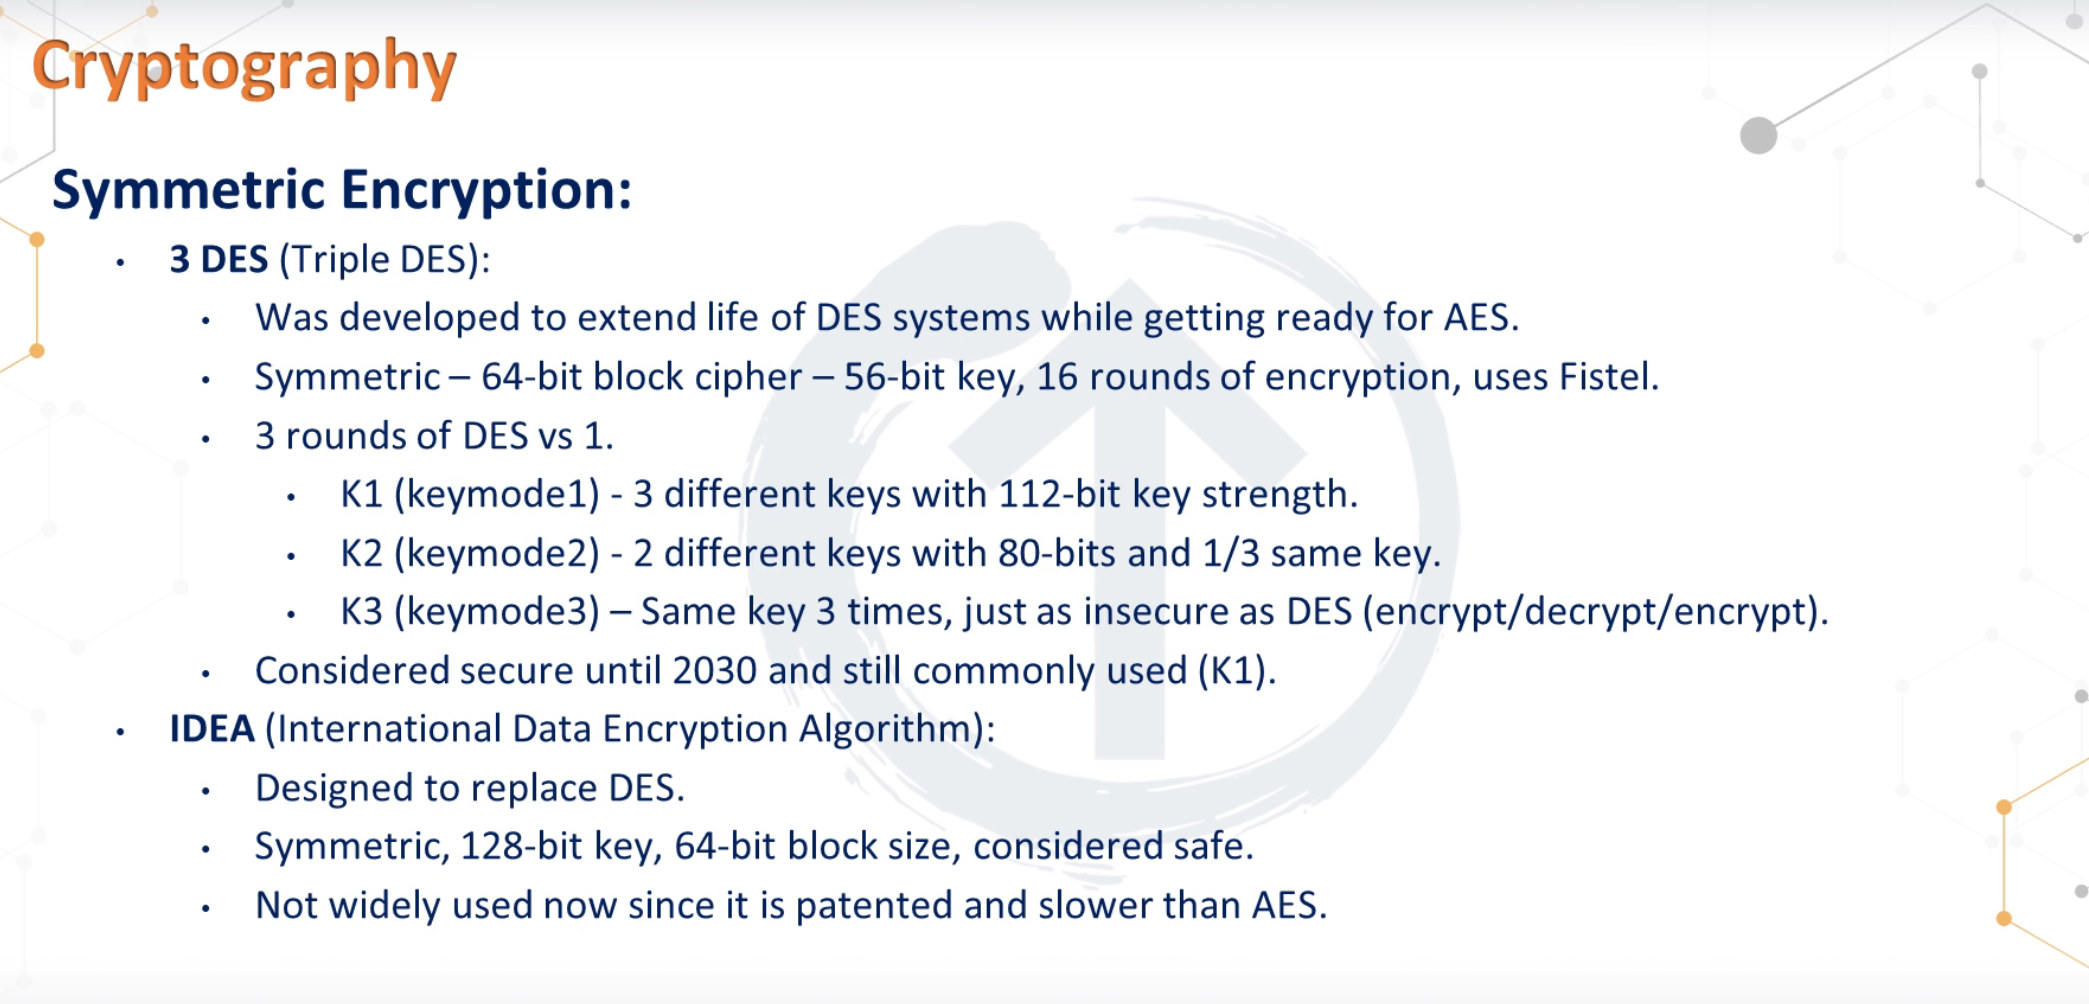 Cryptography
Symmetric Encryption:
• 3 DES (Triple DES):
• Was developed to extend life of DES systems while getting ready for AES.
• Symmetric – 64-bit block cipher – 56-bit key, 16 rounds of encryption, uses Fistel.
• 3 rounds of DES vs 1.
• K1 (keymode1) - 3 different keys with 112-bit key strength.
• K2 (keymode2) - 2 different keys with 80-bits and 1/3 same key.
• K3 (keymode3) – Same key 3 times, just as insecure as DES (encrypt/decrypt/encrypt).
• Considered secure until 2030 and still commonly used (K1).
• IDEA (International Data Encryption Algorithm):
• Designed to replace DES.
• Symmetric, 128-bit key, 64-bit block size, considered safe.
• Not widely used now since it is patented and slower than AES.